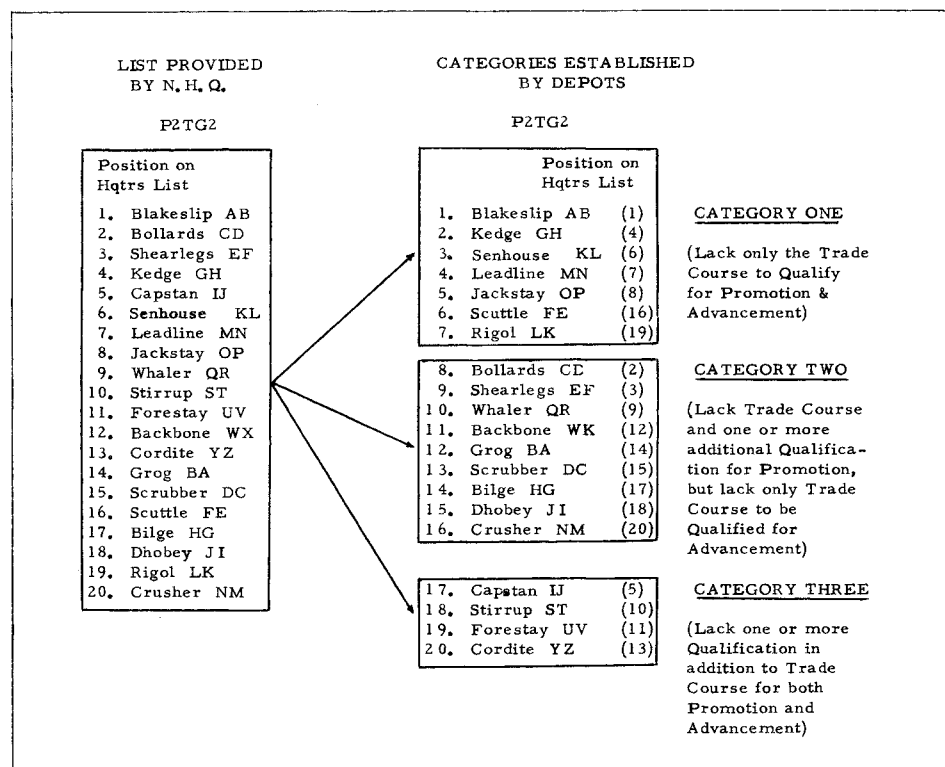 LIST PROVIDED
BY N. H. Q.
P2TG2
Position on
Hqtrs List
1. Blakeslip AB
2. Bollards CD
3. Shearlegs EF
4. Kedge GH
5. Capstan IJ
6. Senhouse KL
7. Leadline MN
8. Jackstay OP
9. Whaler QR
10. Stirrup ST
11. Forestay UV
12. Backbone WX
13. Cordite YZ
14. Grog BA
15. Scrubber DC
16. Scuttle FE
17. Bilge HG
18. Dhobey JI
19. Rigol LK
20. Crusher NM
CATEGORIES ESTABLISHED
BY DEPOTS
P2TG2
Position on
Hqtrs List
1. Blakeslip AB (1)
2. Kedge GH (4)
3. Senhouse KL (6)
4. Leadline MN (7)
5. Jackstay OP (8)
6. Scuttle FE (16)
7. Rigol LK (19)
CATEGORY ONE
(Lack only the Trade
Course to Qualify
for Promotion &
Advancement)
8. Bollards CD (2)
9. Shearlegs EF (3)
10. Whaler QR (9)
11. Backbone WK (12)
12. Grog BA (14)
13. Scrubber DC (15)
14. Bilge HG (17)
15. Dhobey JI (18)
16. Crusher NM (20)
CATEGORY TWO
(Lack Trade Course
and one or more
additional Qualifica-
tion for Promotion,
but lack only Trade
Course to be
Qualified for
Advancement)
17. Capstan IJ (5)
18. Stirrup ST (10)
19. Forestay UV (11)
20. Cordite YZ (13)
CATEGORY THREE
(Lack one or more
Qualification in
addition to Trade
Course for both
Promotion and
Advancement)